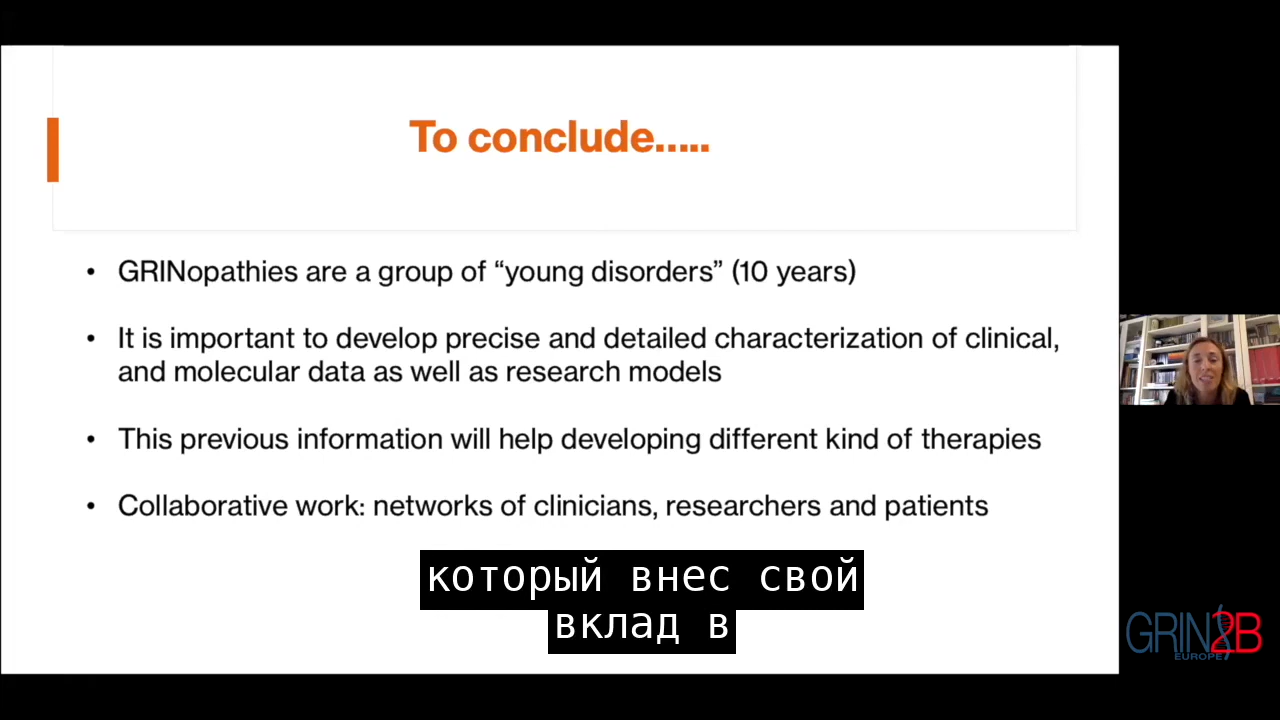 To conclude.....
• GRINopathies are a group of “young disorders” (10 years)
• It is important to develop precise and detailed characterization of clinical,
and molecular data as well as research models
• This previous information will help developing different kind of therapies
• Collaborative work: networks of clinicians, researchers and patients
который внес свой
вклад в
GRIN2B
EUROPE